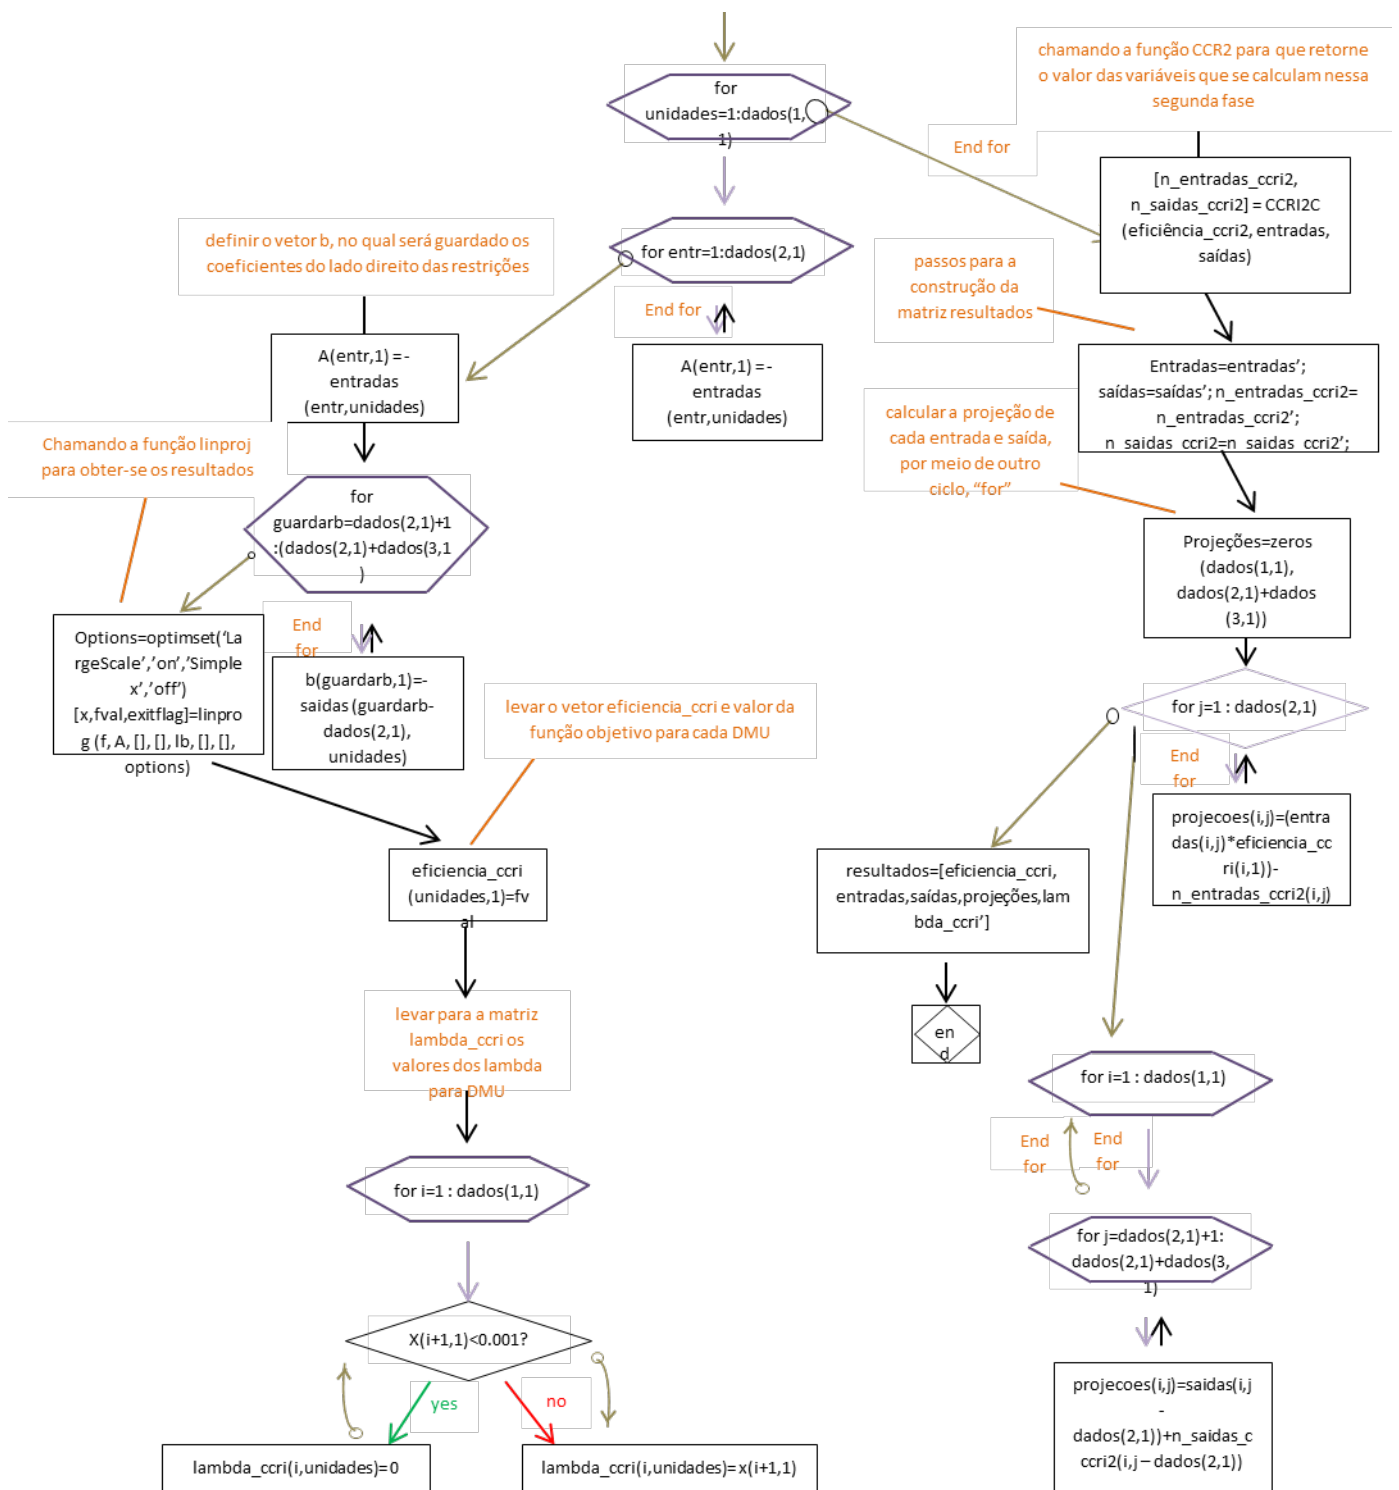 for
unidades=1:dados(1,
1)
chamando a função CCR2 para que retorne
o valor das variáveis que se calculam nessa
segunda fase
End for
[n_entradas_ccri2,
n_saidas_ccri2] = CCRI2C
(eficiência_ccri2, entradas,
saídas)
definir o vetor b, no qual será guardado os
coeficientes do lado direito das restrições
for entr=1:dados(2,1)
passos para a
construção da
matriz resultados
End for
A(entr,1) =-
entradas
(entr,unidades)
A(entr,1) =-
entradas
(entr,unidades)
Entradas=entradas’;
saídas=saídas’; n_entradas_ccri2=
n_entradas_ccri2’;
n_saidas_ccri2=n_saidas_ccri2’;
calcular a projeção de
cada entrada e saída,
por meio de outro
ciclo, “for”
Chamando a função linproj
para obter-se os resultados
for
guardarb=dados(2,1)+1
:(dados(2,1)+dados(3,1
)
Projeções=zeros
(dados(1,1),
dados(2,1)+dados
(3,1))
End
for
Options=optimset(‘La
rgeScale’,’on’,’Simple
x’,’off’)
[x,fval,exitflag]=linpro
g (f, A, [], [], lb, [], [],
options)
b(guardarb,1)=-
saidas (guardarb-
dados(2,1),
unidades)
levar o vetor eficiencia_ccri e valor da
função objetivo para cada DMU
for j=1 : dados(2,1)
End
for
projecoes(i,j)=(entra
das(i,j)*eficiencia_cc
ri(i,1))-
n_entradas_ccri2(i,j)
eficiencia_ccri
(unidades,1)=fv
al
resultados=[eficiencia_ccri,
entradas,saídas,projeções,lam
bda_ccri’]
levar para a matriz
lambda_ccri os
valores dos lambda
para DMU
en
d
for i=1 : dados(1,1)
End
for
End
for
for i=1 : dados(1,1)
for j=dados(2,1)+1:
dados(2,1)+dados(3,
1)
X(i+1,1)<0.001?
yes
no
projecoes(i,j)=saidas(i,j
-
dados(2,1))+n_saidas_c
ccri2(i,j – dados(2,1))
lambda_ccri(i,unidades)=0
lambda_ccri(i,unidades)=x(i+1,1)